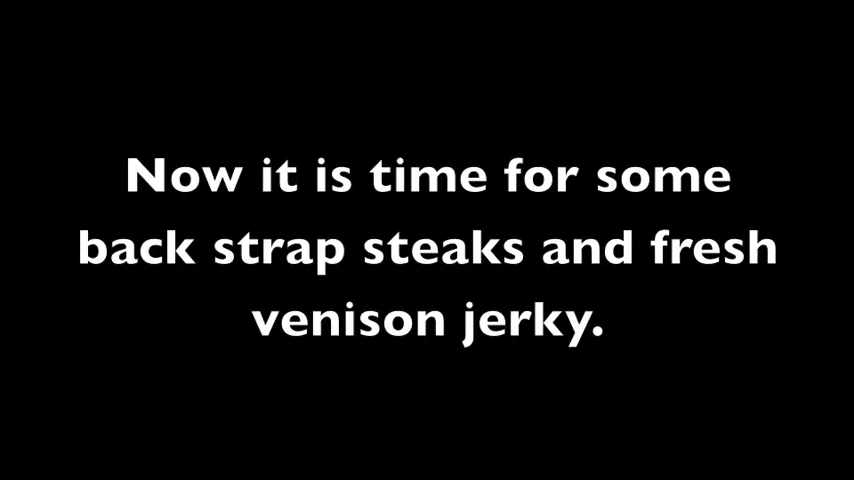 Now it is time for some
back strap steaks and fresh
venison jerky.